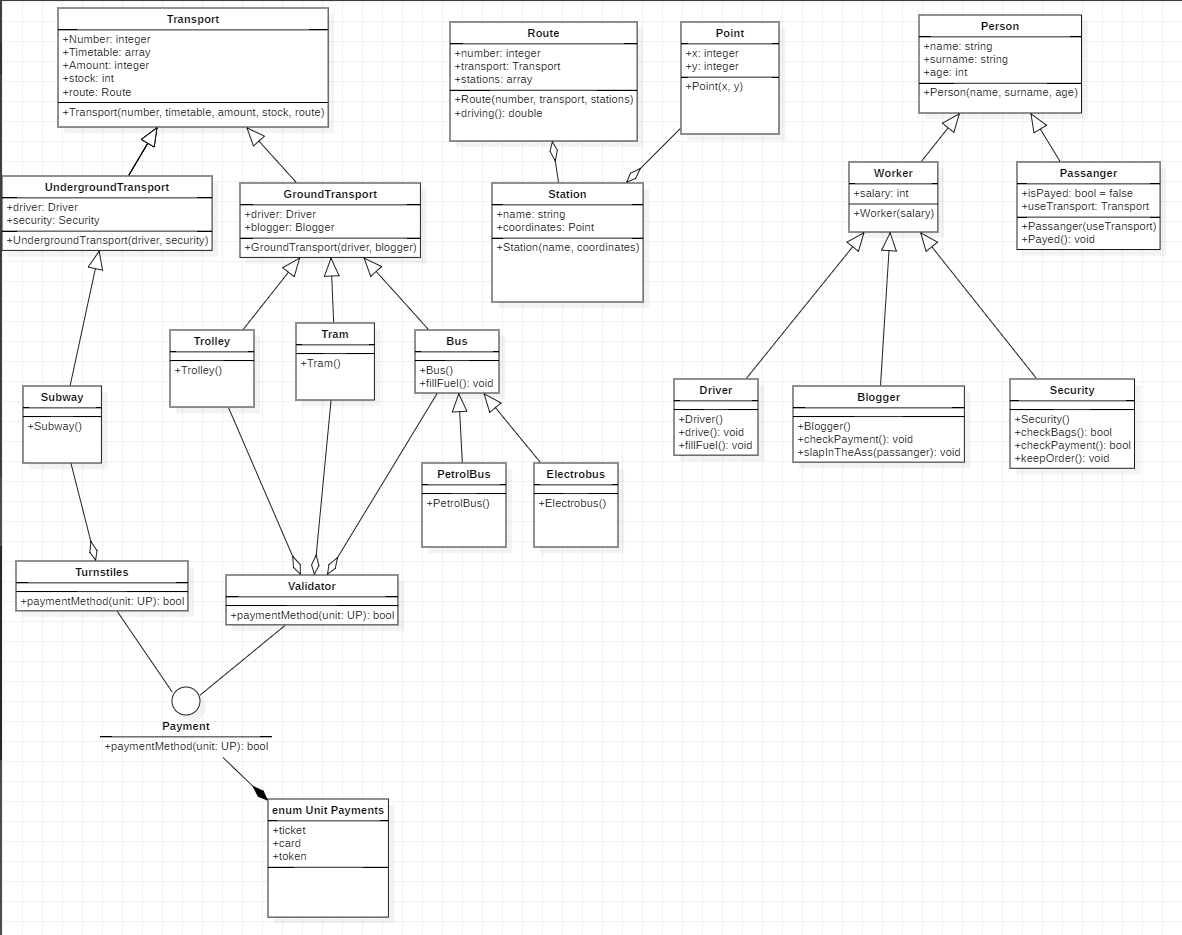 Transport
+Number: integer
+Timetable: array
+Amount: integer
+stock: int
+route: Route
+Transport(number, timetable, amount, stock, route)
Route
+number: integer
+transport: Transport
+stations: array
+Route(number, transport, stations)
+driving(): double
Point
+x: integer
+y: integer
+Point(x, y)
Person
+name: string
+surname: string
+age: int
+Person(name, surname, age)
UndergroundTransport
+driver: Driver
+security: Security
+UndergroundTransport(driver, security)
GroundTransport
+driver: Driver
+blogger: Blogger
+GroundTransport(driver, blogger)
Station
+name: string
+coordinates: Point
+Station(name, coordinates)
Worker
+salary: int
+Worker(salary)
Passanger
+isPayed: bool = false
+useTransport: Transport
+Passanger(useTransport)
+Payed(): void
Trolley
+Trolley()
Tram
+Tram()
Bus
+Bus()
+fillFuel(): void
Subway
+Subway()
Driver
+Driver()
+drive(): void
+fillFuel(): void
Blogger
+Blogger()
+checkPayment(): void
+slapInTheAss(passanger): void
Security
+Security()
+checkBags(): bool
+checkPayment(): bool
+keepOrder(): void
PetrolBus
+PetrolBus()
Electrobus
+Electrobus()
Turnstiles
+paymentMethod(unit: UP): bool
Validator
+paymentMethod(unit: UP): bool
Payment
+paymentMethod(unit: UP): bool
enum Unit Payments
+ticket
+card
+token